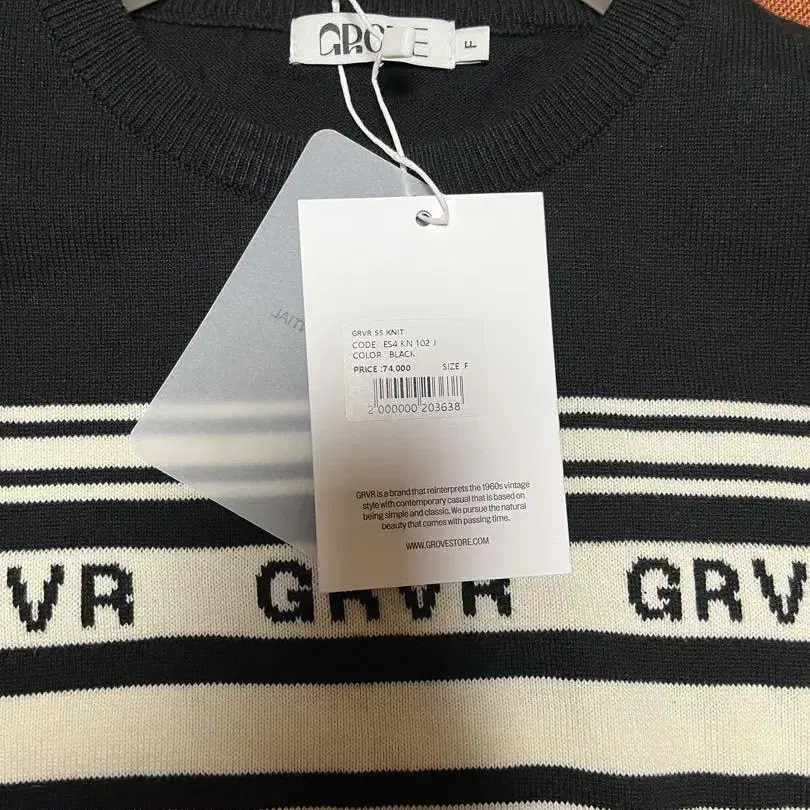 GROVE
F
GRVR SS KNIT
CODE : ES4 KN 102 J
COLOR : BLACK
PRICE :74,000 SIZE F
2 000000 203638
GRVR is a brand that reinterprets the 1960s vintage
style with contemporary casual that is based on
being simple and classic. We pursue the natural
beauty that comes with passing time.
WWW.GROVESTORE.COM
VR GRVR GRV